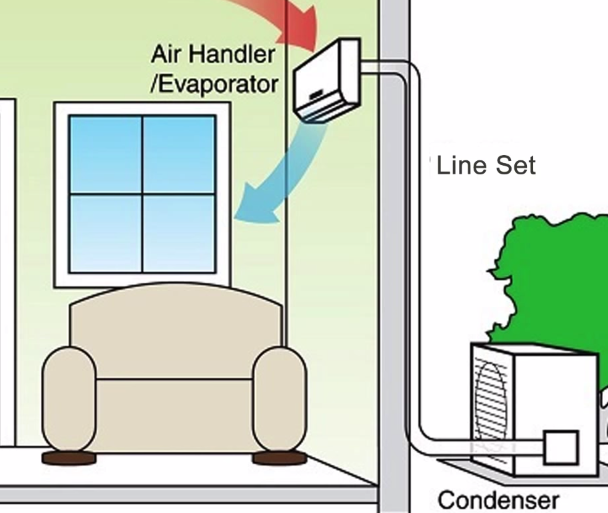 Air Handler
/Evaporator
Line Set
Condenser